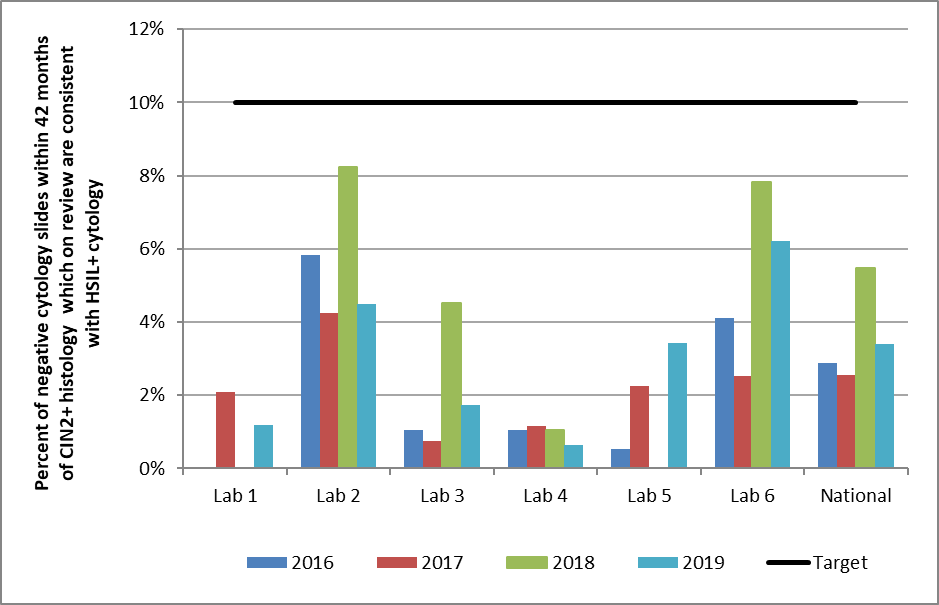 Percent of negative cytology slides within 42 months
of CIN2+ histology which on review are consistent
with HSIL+ cytology
12%
10%
8%
6%
4%
2%
0%
Lab 1 Lab 2 Lab 3 Lab 4 Lab 5 Lab 6 National
2016 2017 2018 2019 Target